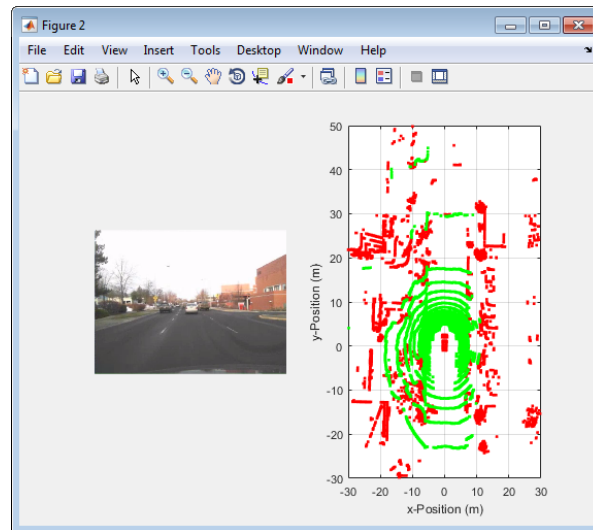 Figure 2
File Edit View Insert Tools Desktop Window Help
50
40
30
20
10
0
-10
-20
-30
y-Position (m)
-30 -20 -10 0 10 20 30
x-Position (m)